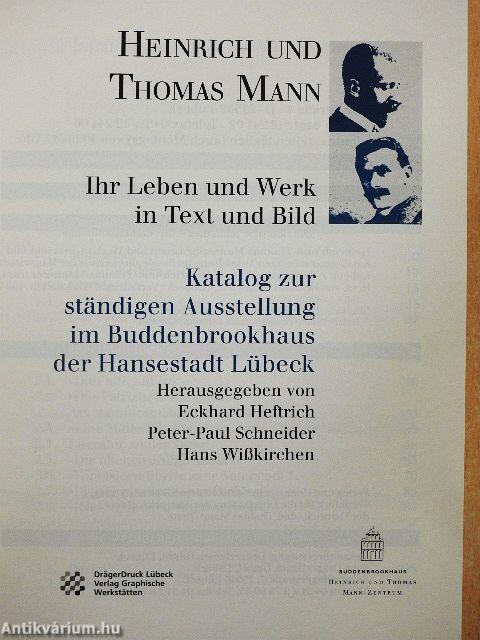 HEINRICH UND
THOMAS MANN
Ihr Leben und Werk
in Text und Bild
Katalog zur
ständigen Ausstellung
im Buddenbrookhaus
der Hansestadt Lübeck
Herausgegeben von
Eckhard Heftrich
Peter-Paul Schneider
Hans Wißkirchen
DrägerDruck Lübeck
Verlag Graphische
Werkstätten
BUDDENBROOKHAUS
HEINRICH UND THOMAS
MANN-ZENTRUM
Antikvárium.hu